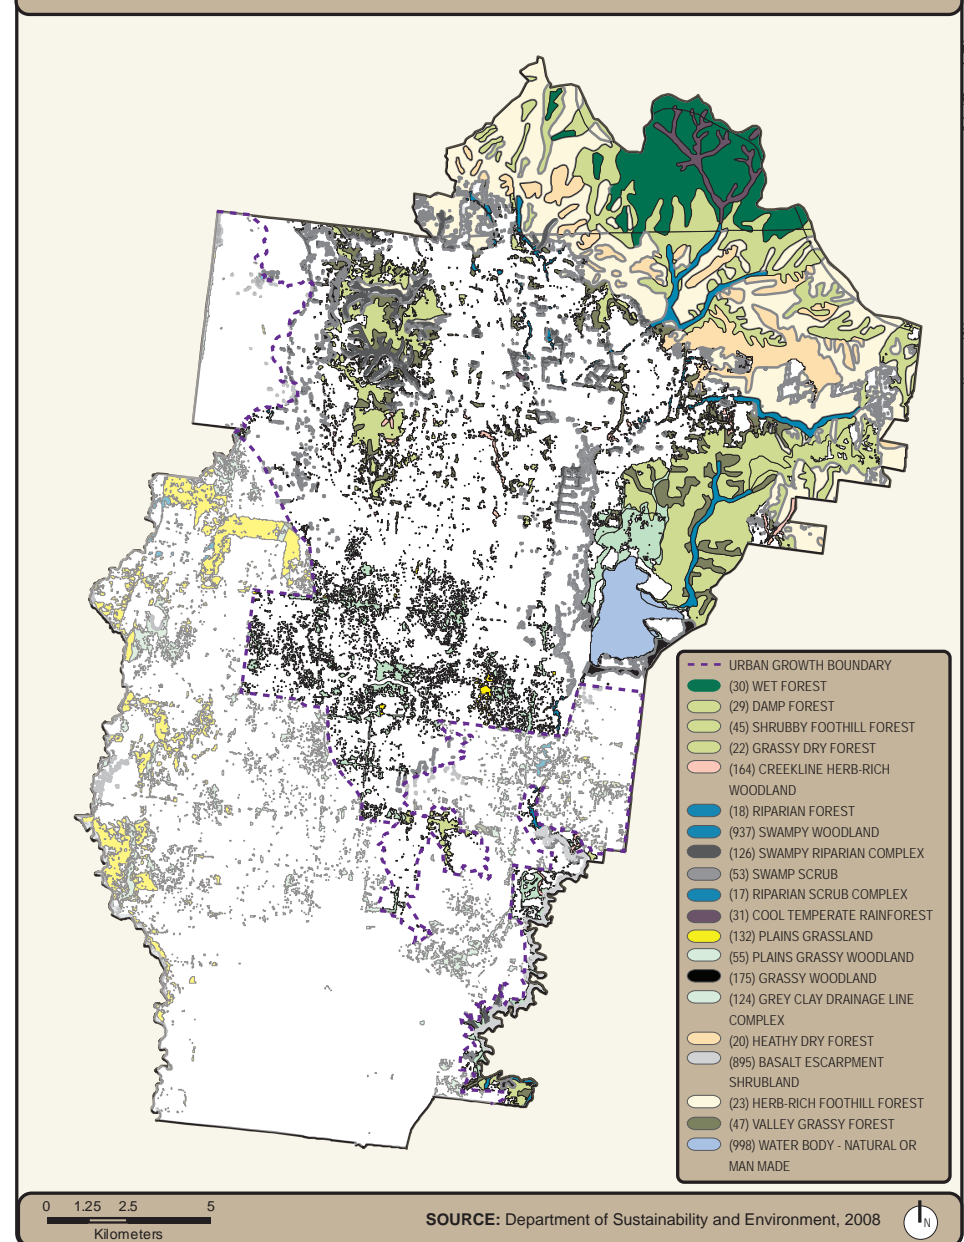 URBAN GROWTH BOUNDARY
(30) WET FOREST
(29) DAMP FOREST
(45) SHRUBBY FOOTHILL FOREST
(22) GRASSY DRY FOREST
(164) CREEKLINE HERB-RICH
WOODLAND
(18) RIPARIAN FOREST
(937) SWAMPY WOODLAND
(126) SWAMPY RIPARIAN COMPLEX
(53) SWAMP SCRUB
(17) RIPARIAN SCRUB COMPLEX
(31) COOL TEMPERATE RAINFOREST
(132) PLAINS GRASSLAND
(55) PLAINS GRASSY WOODLAND
(175) GRASSY WOODLAND
(124) GREY CLAY DRAINAGE LINE
COMPLEX
(20) HEATHY DRY FOREST
(895) BASALT ESCARPMENT
SHRUBLAND
(23) HERB-RICH FOOTHILL FOREST
(47) VALLEY GRASSY FOREST
(998) WATER BODY - NATURAL OR
MAN MADE
0 1.25 2.5 5
Kilometers
SOURCE: Department of Sustainability and Environment, 2008
N